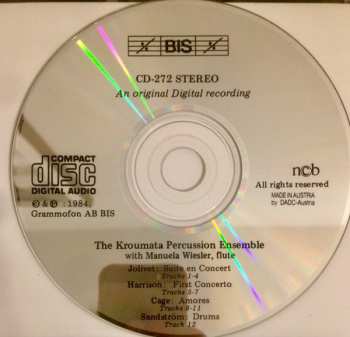 BIS
CD-272 STEREO
An original Digital recording
COMPACT
disc
DIGITAL AUDIO
© & ℗ : 1984,
Grammofon AB BIS
ncb
All rights reserved
MADE IN AUSTRIA
by DADC-Austria
The Kroumata Percussion Ensemble
with Manuela Wiesler, flute
Jolivet: Suite en Concert
Tracks 1-4
Harrison: First Concerto
Tracks 5-7
Cage: Amores
Tracks 8-11
Sandström: Drums
Track 12